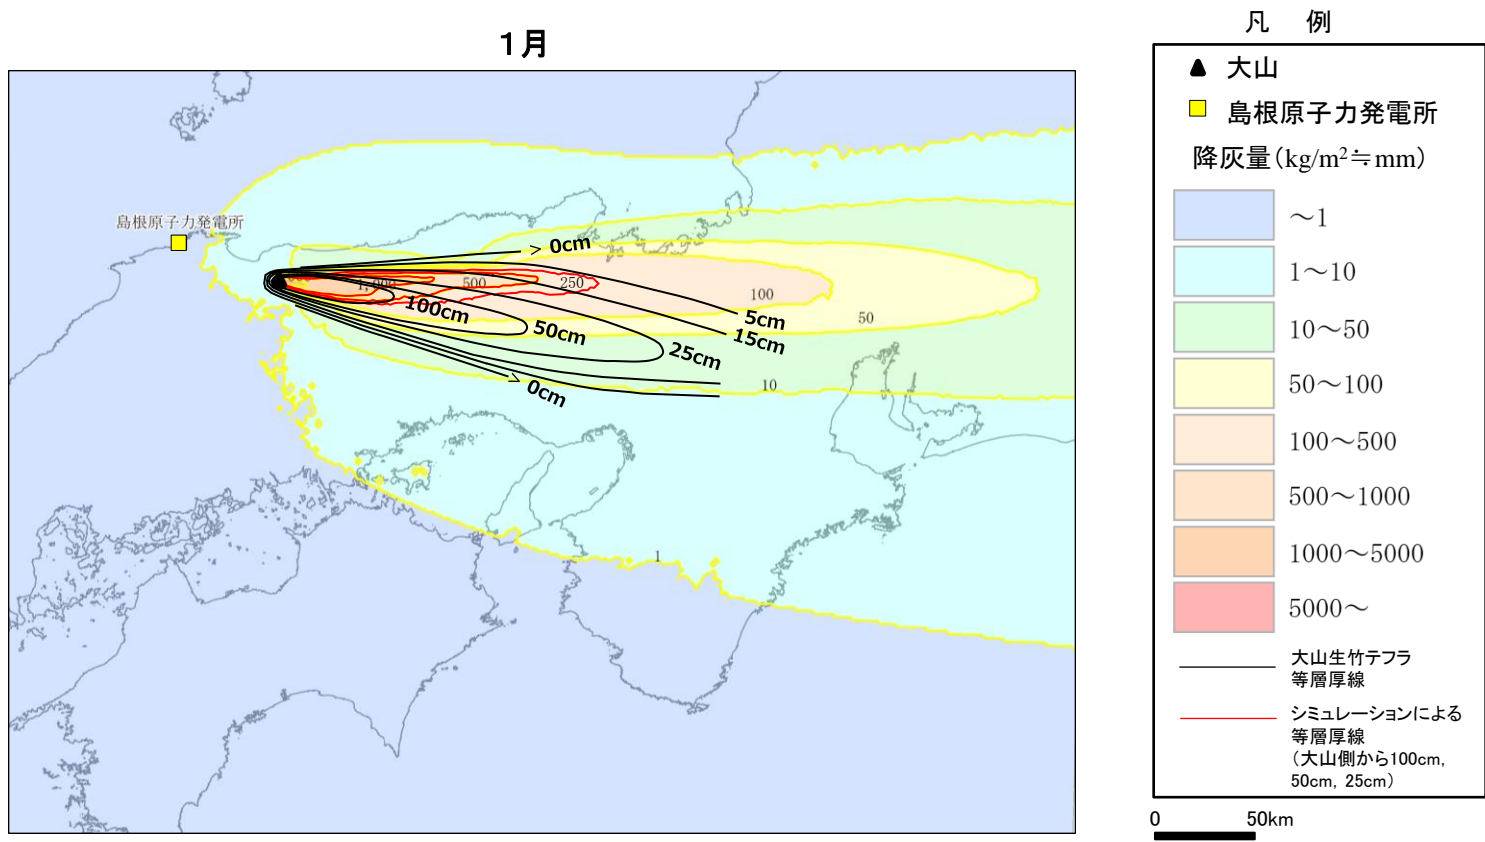 1月
島根原子力発電所
> 0cm
1,000
500
250
100
100cm
50cm
25cm
5cm
15cm
50
> 0cm
10
1
凡 例
大山
島根原子力発電所
降灰量(kg/m²≒mm)
～1
1～10
10～50
50～100
100～500
500～1000
1000～5000
5000～
大山生竹テフラ
等層厚線
シミュレーションによる
等層厚線
(大山側から100cm,
50cm, 25cm)
0 50km